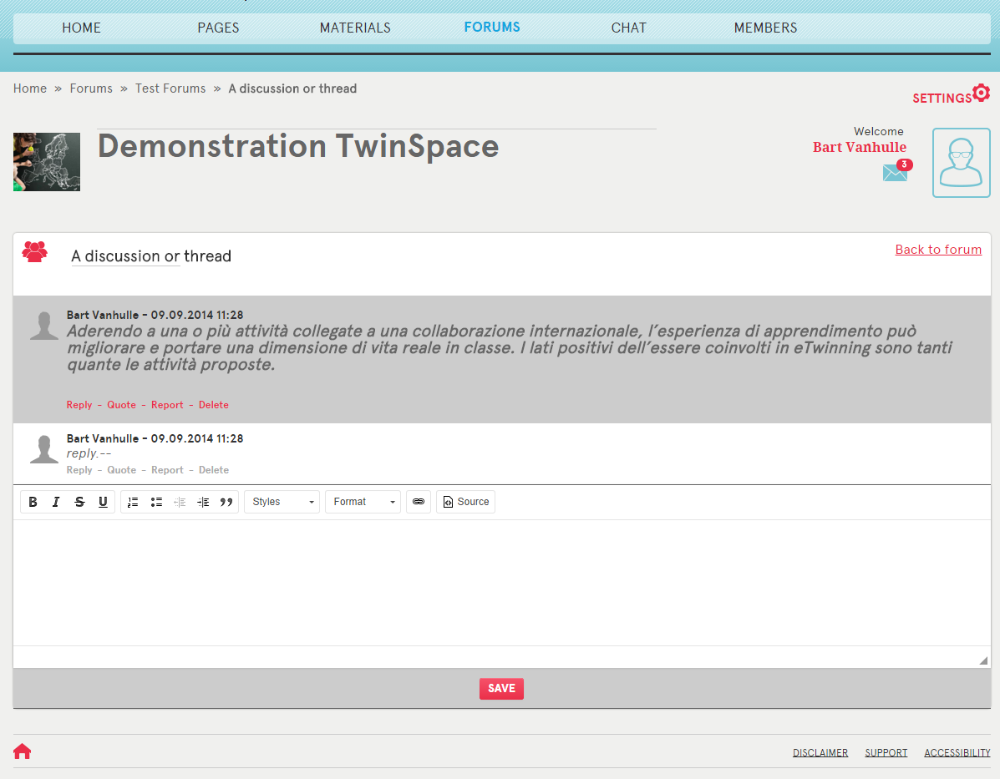 HOME PAGES MATERIALS FORUMS CHAT MEMBERS
Home » Forums » Test Forums » A discussion or thread
SETTINGS
Demonstration TwinSpace
Welcome
Bart Vanhulle
3
A discussion or thread
Back to forum
Bart Vanhulle - 09.09.2014 11:28
Aderendo a una o più attività collegate a una collaborazione internazionale, l’esperienza di apprendimento può
migliorare e portare una dimensione di vita reale in classe. I lati positivi dell’essere coinvolti in eTwinning sono tanti
quante le attività proposte.
Reply - Quote - Report - Delete
Bart Vanhulle - 09.09.2014 11:28
reply.--
Reply - Quote - Report - Delete
B I S U Styles Format Source
SAVE
DISCLAIMER SUPPORT ACCESSIBILITY